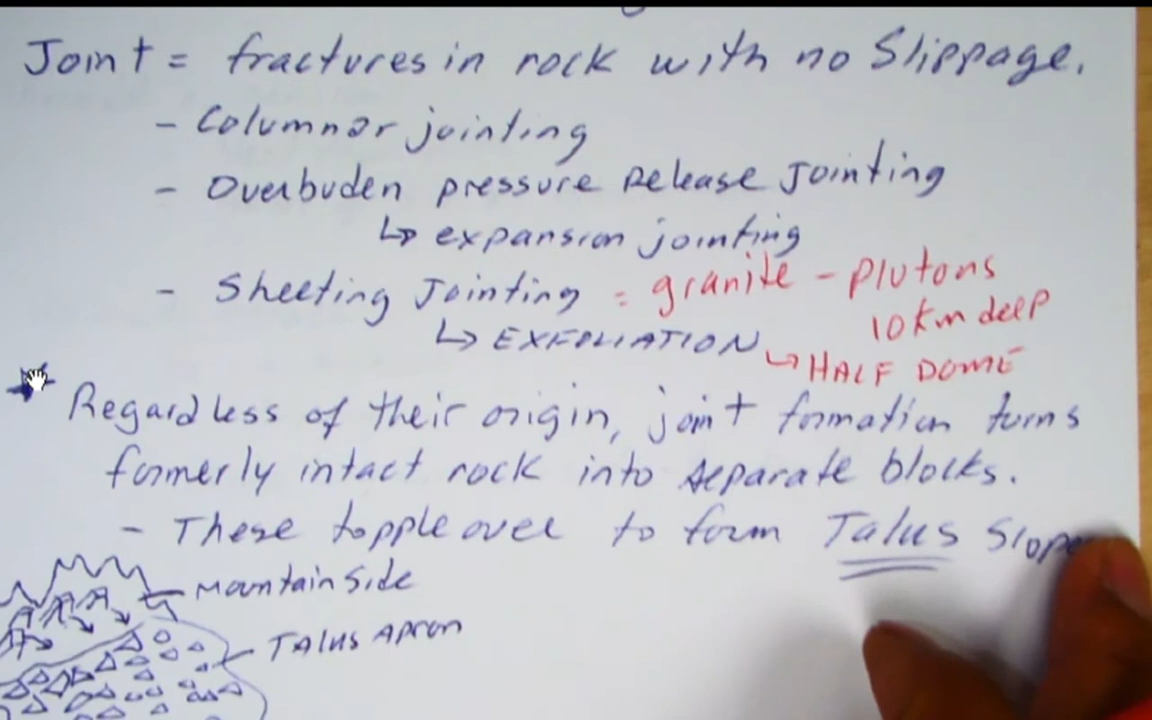 Joint = fractures in rock with no Slippage.
- Columnar jointing
- Overbuden pressure Release Jointing
↳ expansion jointing
- Sheeting Jointing = granite - Plutons
10 km deep
↳ EXFOLIATION ↳ HALF DOME
Regardless of their origin, joint formation turns
formerly intact rock into separate blocks.
- These topple over to form Talus Slope
Mountain Side
Talus Apron